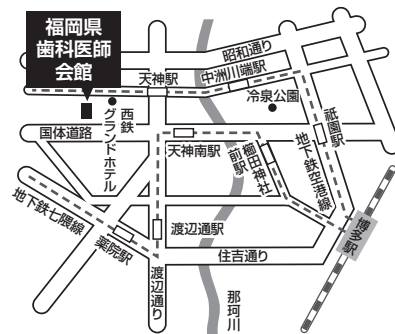 福岡県
歯科医師
会館
昭和通り
天神駅
中洲川端駅
冷泉公園
祇園駅
西鉄
グランドホテル
国体道路
天神南駅
櫛田神社
前駅
地下鉄空港線
博多駅
地下鉄七隈線
薬院駅
渡辺通駅
渡辺通り
住吉通り
那珂川